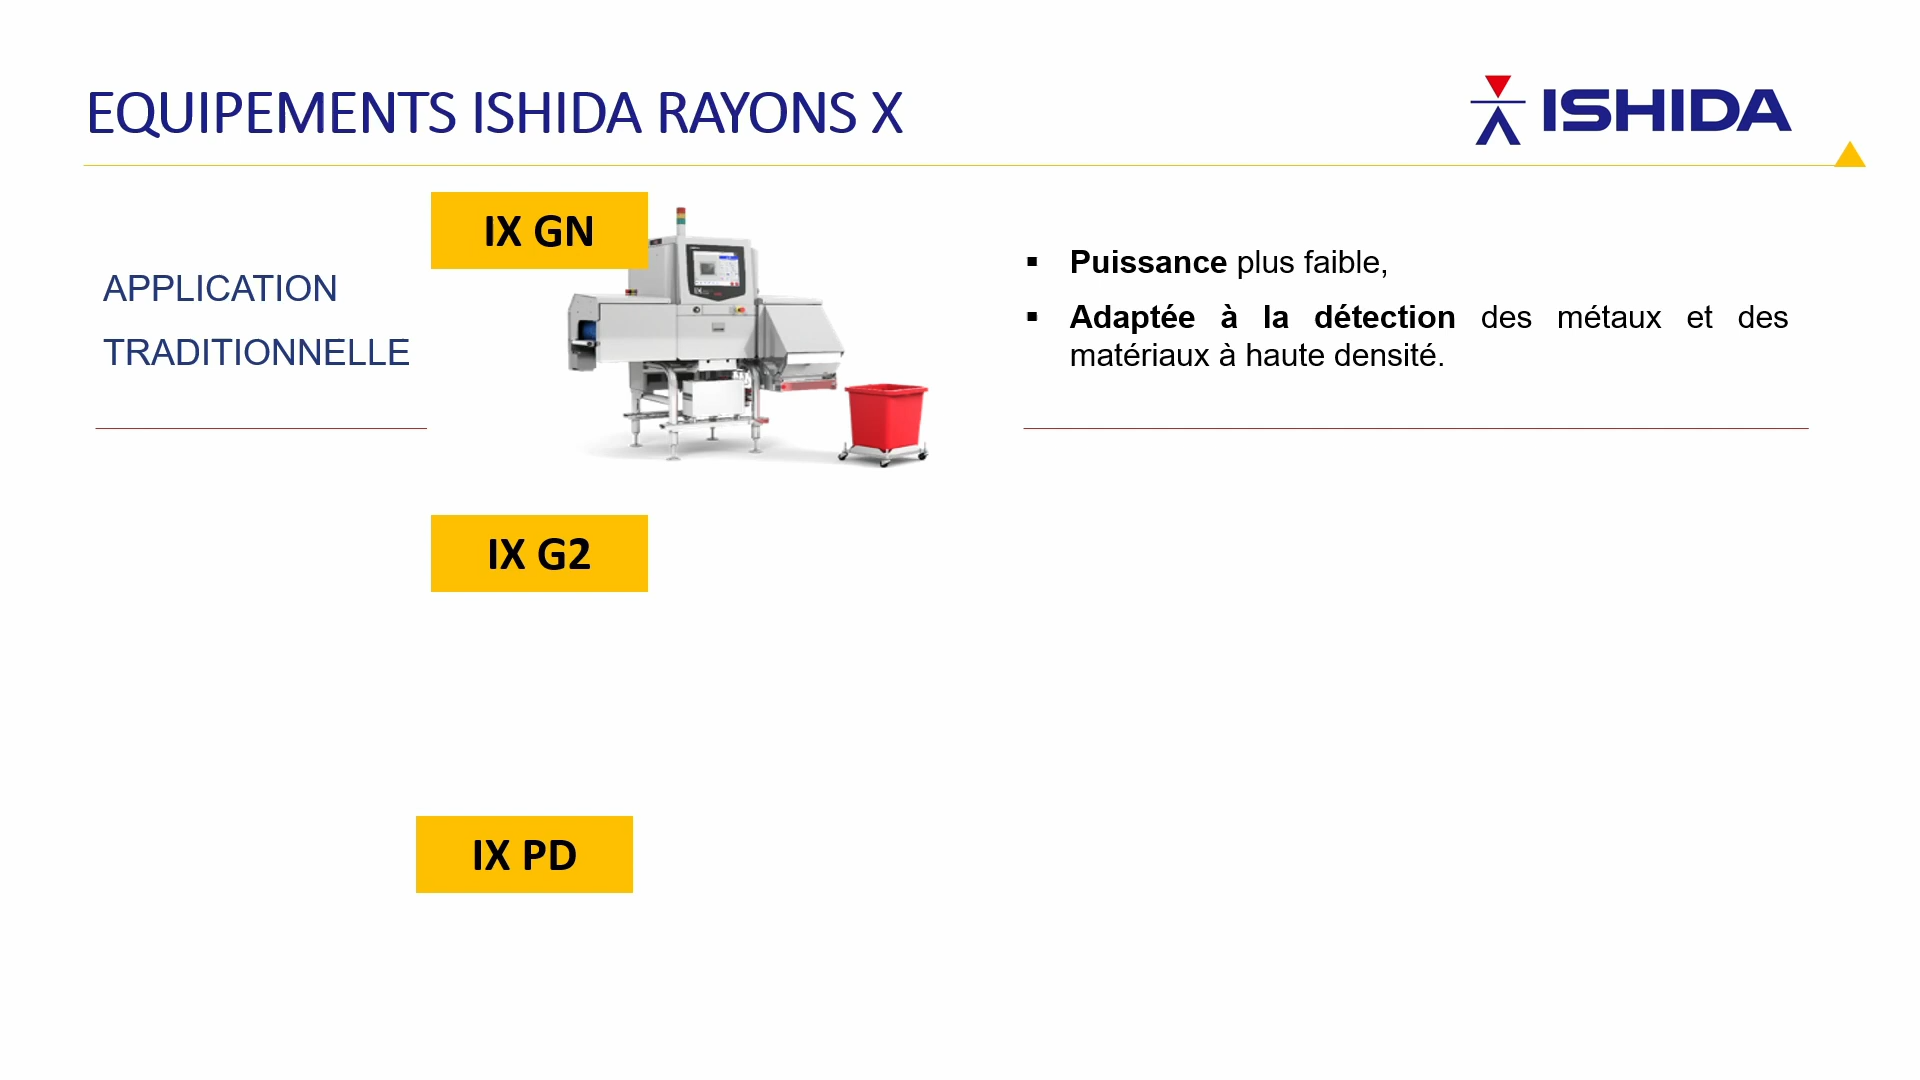 EQUIPEMENTS ISHIDA RAYONS X
ISHIDA
IX GN
APPLICATION
TRADITIONNELLE
▪ Puissance plus faible,
▪ Adaptée à la détection des métaux et des
matériaux à haute densité.
IX G2
IX PD